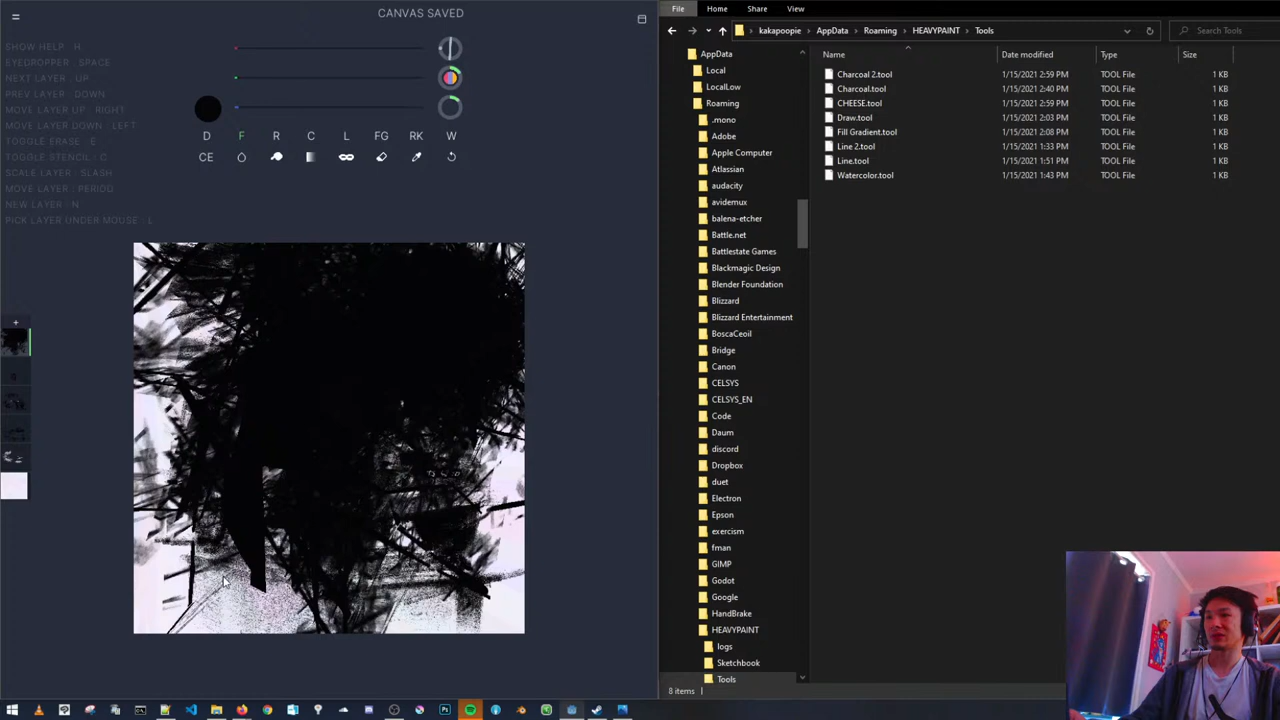 CANVAS SAVED
SHOW HELP : H
EYEDROPPER : SPACE
NEXT LAYER : UP
PREV LAYER : DOWN
MOVE LAYER UP : RIGHT
MOVE LAYER DOWN : LEFT
TOGGLE ERASE : E
TOGGLE STENCIL : C
SCALE LAYER : SLASH
MOVE LAYER : PERIOD
NEW LAYER : N
PICK LAYER UNDER MOUSE : L
D F R C L FG RK W
CE
File Home Share View
kakapoopie > AppData > Roaming > HEAVYPAINT > Tools
Search Tools
AppData
Local
LocalLow
Roaming
.mono
Adobe
Apple Computer
Atlassian
audacity
avidemux
balena-etcher
Battle.net
Battlestate Games
Blackmagic Design
Blender Foundation
Blizzard
Blizzard Entertainment
BoscaCeoil
Bridge
Canon
CELSYS
CELSYS_EN
Code
Daum
discord
Dropbox
duet
Electron
Epson
exercism
fman
GIMP
Godot
Google
HandBrake
HEAVYPAINT
logs
Sketchbook
Tools
Name Date modified Type Size
Charcoal 2.tool 1/15/2021 2:59 PM TOOL File 1 KB
Charcoal.tool 1/15/2021 2:40 PM TOOL File 1 KB
CHEESE.tool 1/15/2021 2:59 PM TOOL File 1 KB
Draw.tool 1/15/2021 2:03 PM TOOL File 1 KB
Fill Gradient.tool 1/15/2021 2:08 PM TOOL File 1 KB
Line 2.tool 1/15/2021 1:33 PM TOOL File 1 KB
Line.tool 1/15/2021 1:51 PM TOOL File 1 KB
Watercolor.tool 1/15/2021 1:43 PM TOOL File 1 KB
8 items